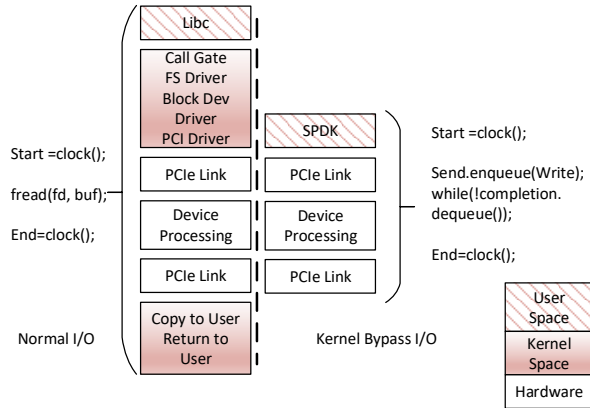 Libc
Call Gate
FS Driver
Block Dev
Driver
PCI Driver
PCIe Link
Device
Processing
PCIe Link
Copy to User
Return to
User
SPDK
PCIe Link
Device
Processing
PCIe Link
Start =clock();
fread(fd, buf);
End=clock();
Normal I/O
Start =clock();
Send.enqueue(Write);
while(!completion.
dequeue());
End=clock();
Kernel Bypass I/O
User
Space
Kernel
Space
Hardware